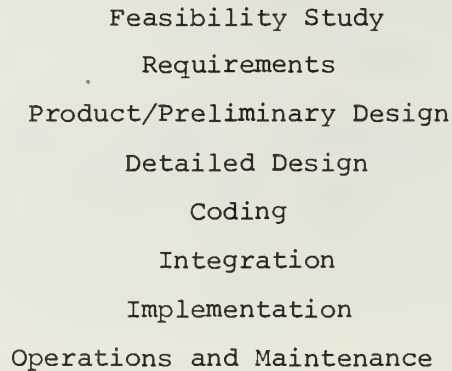 Feasibility Study
Requirements
Product/Preliminary Design
Detailed Design
Coding
Integration
Implementation
Operations and Maintenance